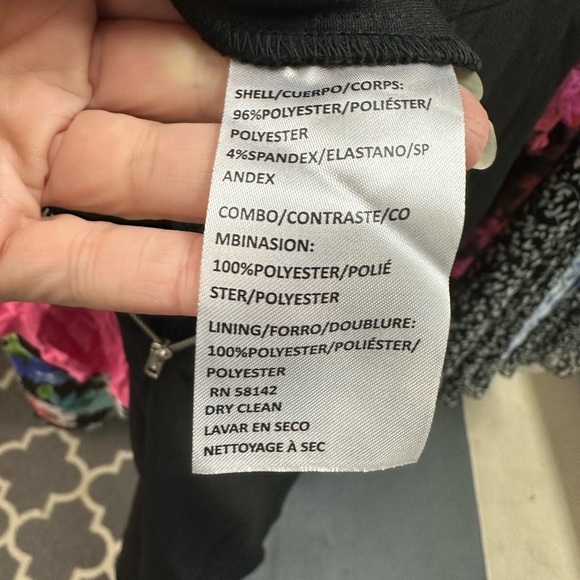 SHELL/CUERPO/CORPS:
96%POLYESTER/POLIÉSTER/
POLYESTER
4%SPANDEX/ELASTANO/SP
ANDEX
COMBO/CONTRASTE/CO
MBINASION:
100%POLYESTER/POLIÉ
STER/POLYESTER
LINING/FORRO/DOUBLURE:
100%POLYESTER/POLIÉSTER/
POLYESTER
RN 58142
DRY CLEAN
LAVAR EN SECO
NETTOYAGE À SEC